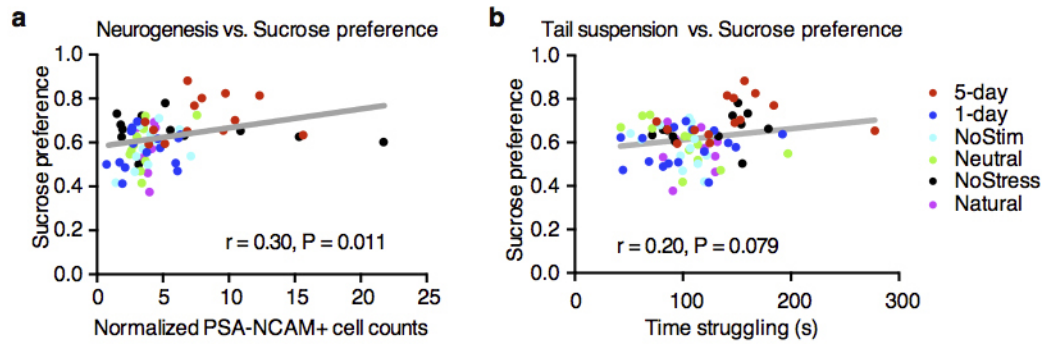 a
Neurogenesis vs. Sucrose preference
Sucrose preference
1.0
0.8
0.6
0.4
0.2
0.0
r = 0.30, P = 0.011
0 5 10 15 20 25
Normalized PSA-NCAM+ cell counts
b
Tail suspension vs. Sucrose preference
Sucrose preference
1.0
0.8
0.6
0.4
0.2
0.0
r = 0.20, P = 0.079
0 100 200 300
Time struggling (s)
5-day
1-day
NoStim
Neutral
NoStress
Natural